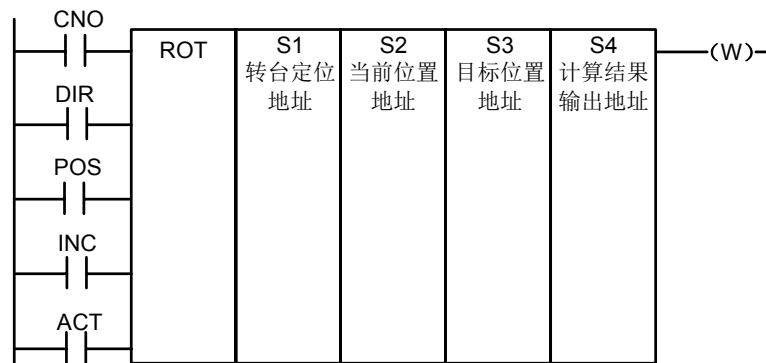 CNO
ROT
S1
转台定位
地址
S2
当前位置
地址
S3
目标位置
地址
S4
计算结果
输出地址
(W)
DIR
POS
INC
ACT